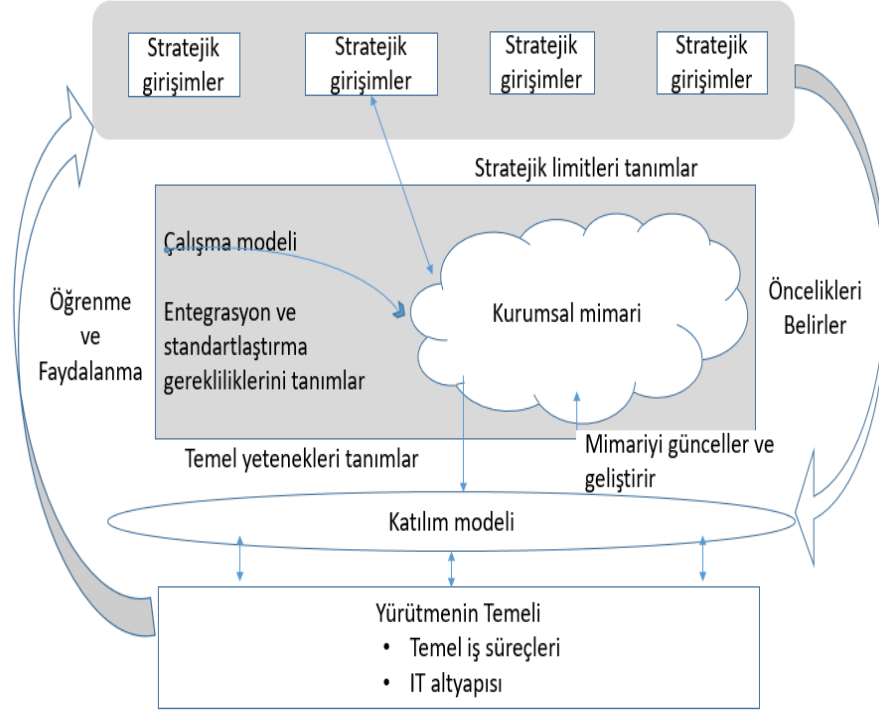 Stratejik
girişimler
Stratejik
girişimler
Stratejik
girişimler
Stratejik
girişimler
Stratejik limitleri tanımlar
Çalışma modeli
Entegrasyon ve
standartlaştırma
gerekliliklerini tanımlar
Kurumsal mimari
Öğrenme
ve
Faydalanma
Öncelikleri
Belirler
Temel yetenekleri tanımlar
Mimariyi günceller ve
geliştirir
Katılım modeli
Yürütmenin Temeli
• Temel iş süreçleri
• IT altyapısı